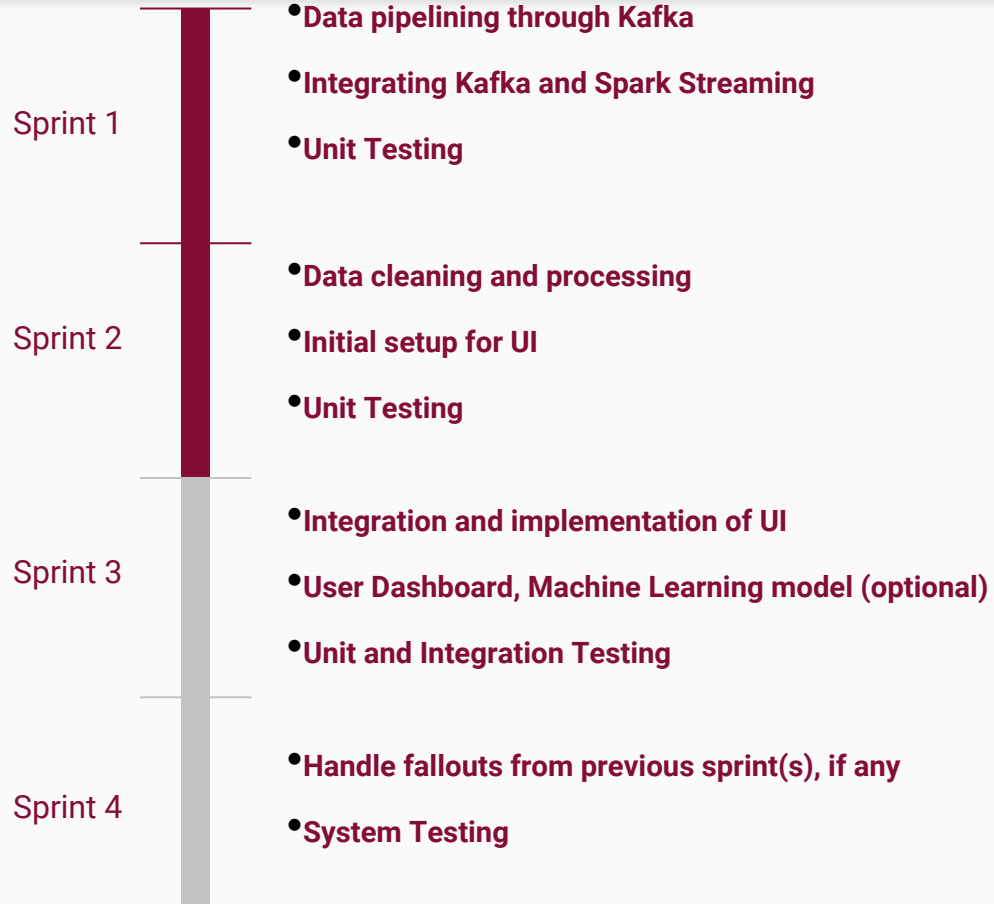 Sprint 1
•Data pipelining through Kafka
•Integrating Kafka and Spark Streaming
•Unit Testing
Sprint 2
•Data cleaning and processing
•Initial setup for UI
•Unit Testing
Sprint 3
•Integration and implementation of UI
•User Dashboard, Machine Learning model (optional)
•Unit and Integration Testing
Sprint 4
•Handle fallouts from previous sprint(s), if any
•System Testing